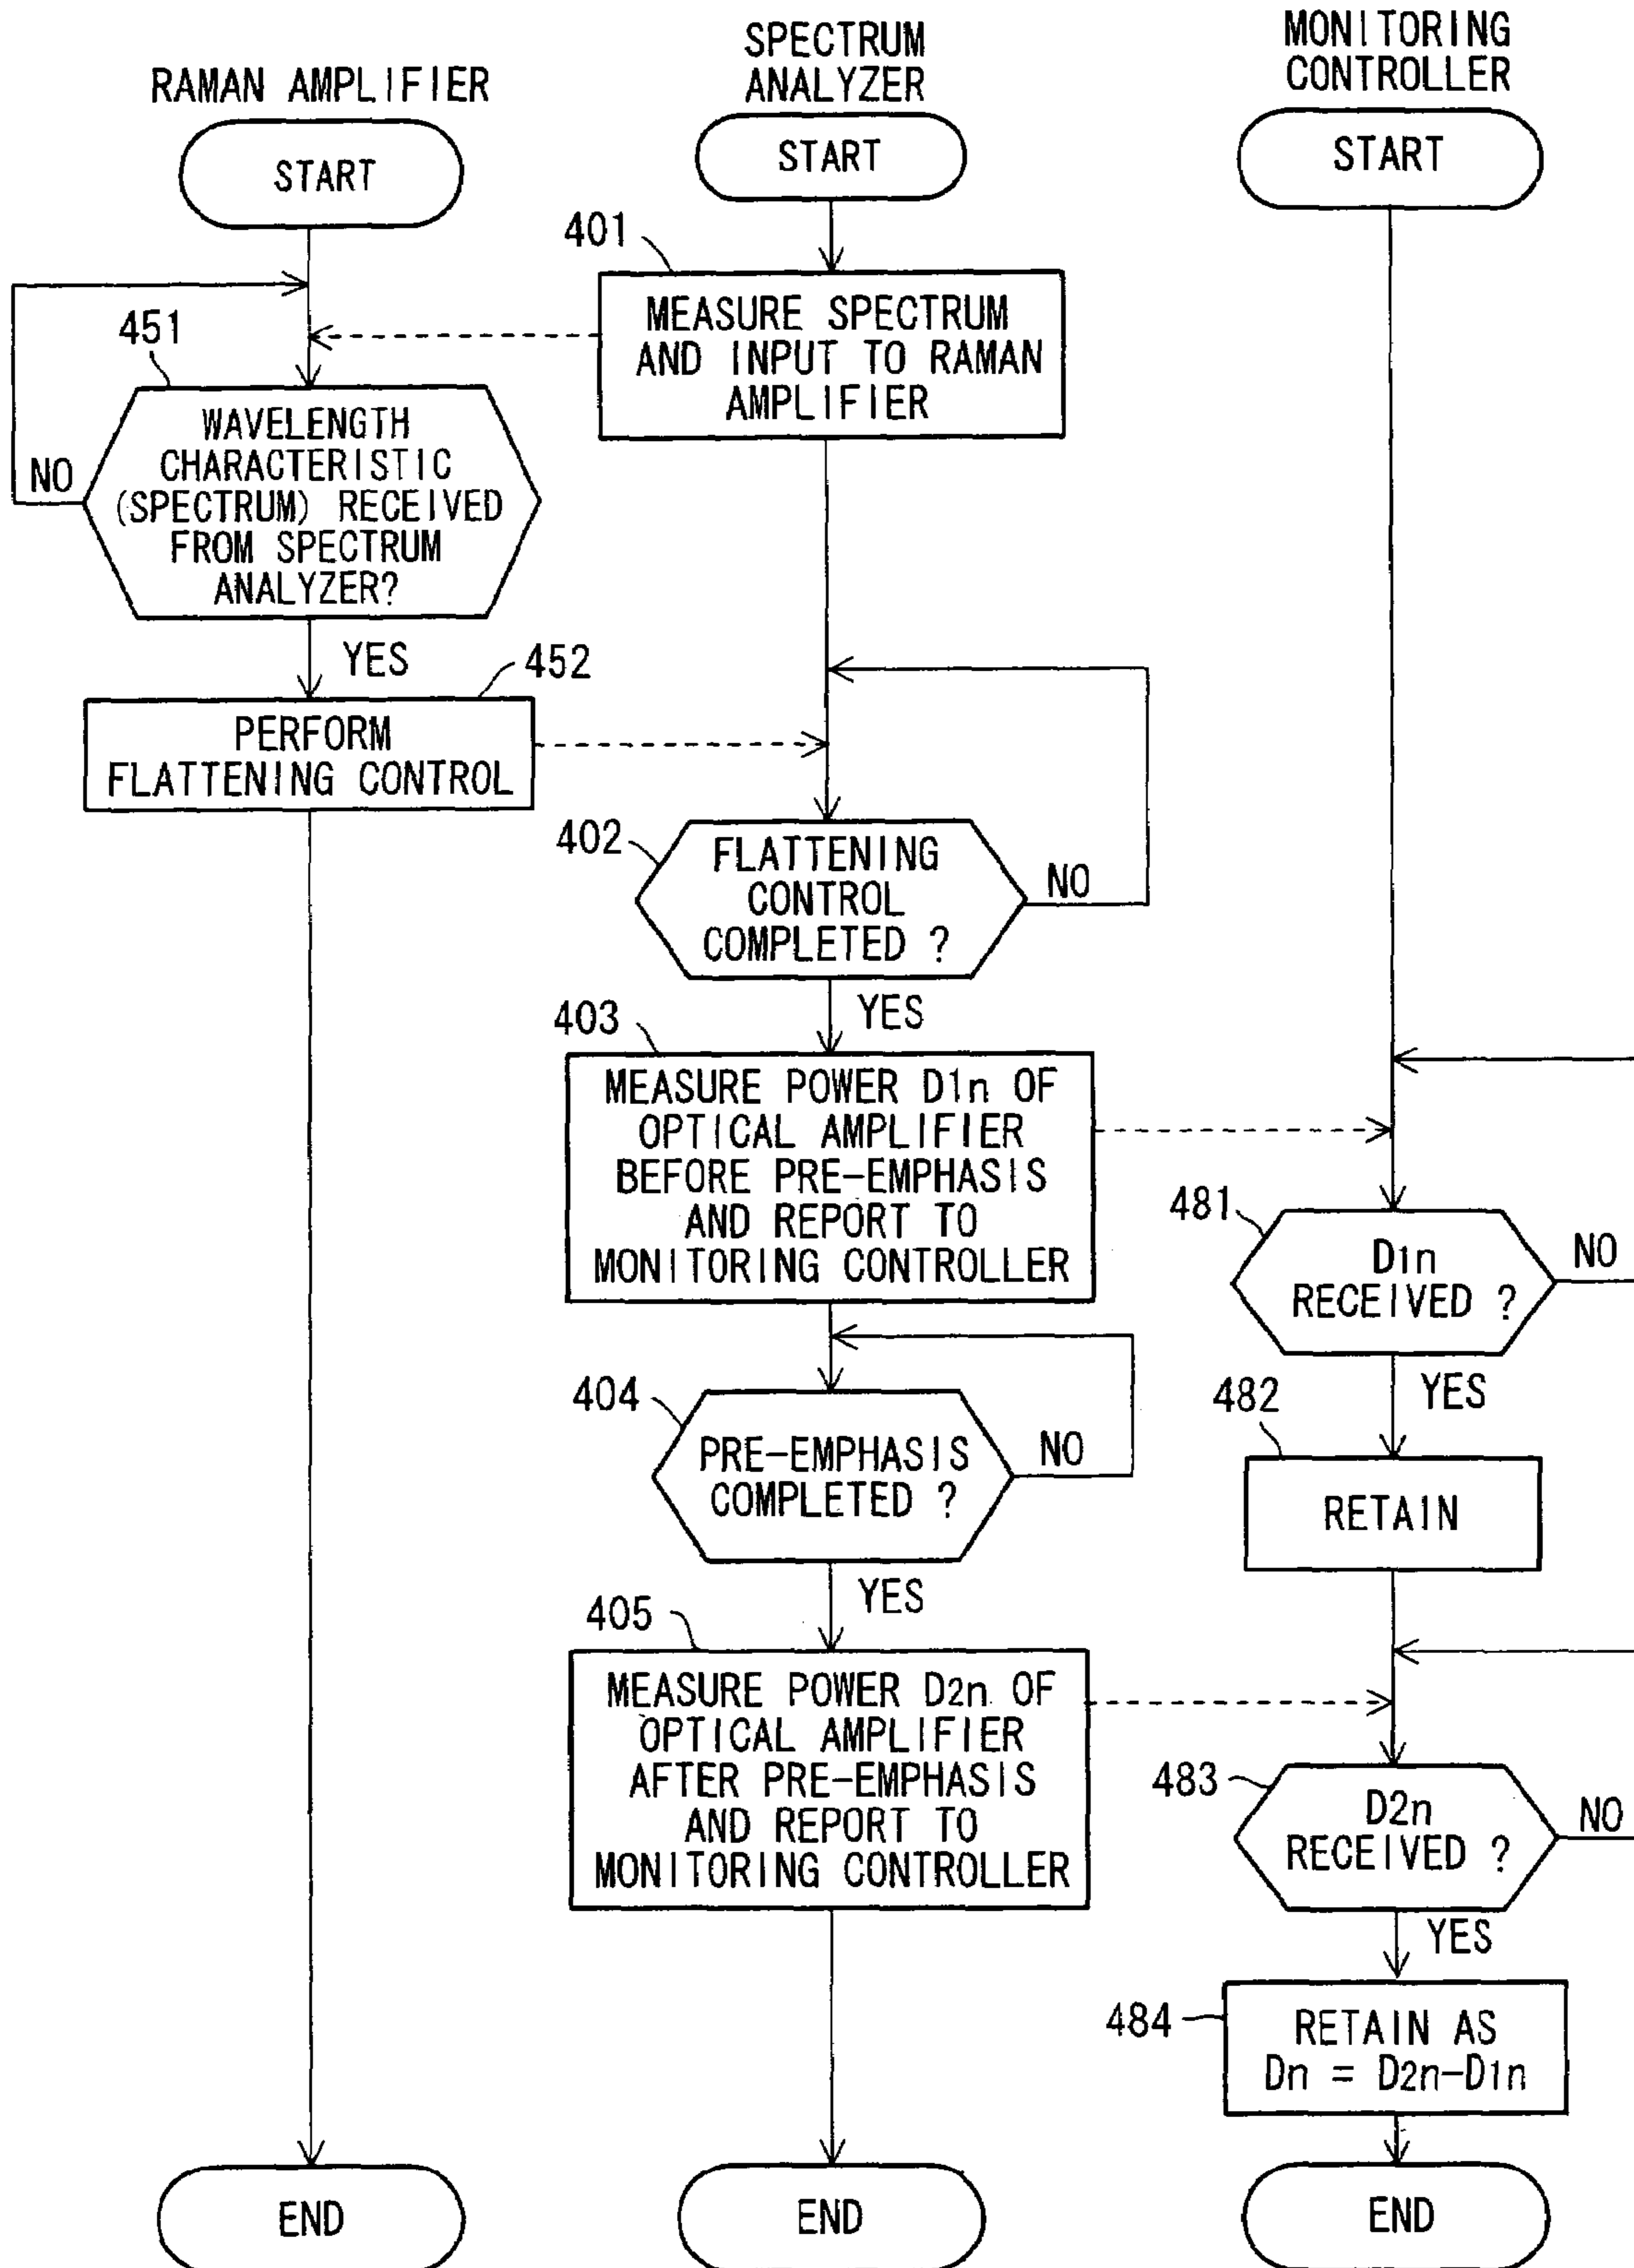 RAMAN AMPLIFIER
START
451
WAVELENGTH
CHARACTERISTIC
(SPECTRUM) RECEIVED
FROM SPECTRUM
ANALYZER?
NO
YES
452
PERFORM
FLATTENING CONTROL
END
SPECTRUM
ANALYZER
START
401
MEASURE SPECTRUM
AND INPUT TO RAMAN
AMPLIFIER
402
FLATTENING
CONTROL
COMPLETED ?
NO
YES
403
MEASURE POWER D1n OF
OPTICAL AMPLIFIER
BEFORE PRE-EMPHASIS
AND REPORT TO
MONITORING CONTROLLER
404
PRE-EMPHASIS
COMPLETED ?
NO
YES
405
MEASURE POWER D2n OF
OPTICAL AMPLIFIER
AFTER PRE-EMPHASIS
AND REPORT TO
MONITORING CONTROLLER
END
MONITORING
CONTROLLER
START
481
D1n
RECEIVED ?
NO
YES
482
RETAIN
483
D2n
RECEIVED ?
NO
YES
484
RETAIN AS
Dn = D2n-D1n
END